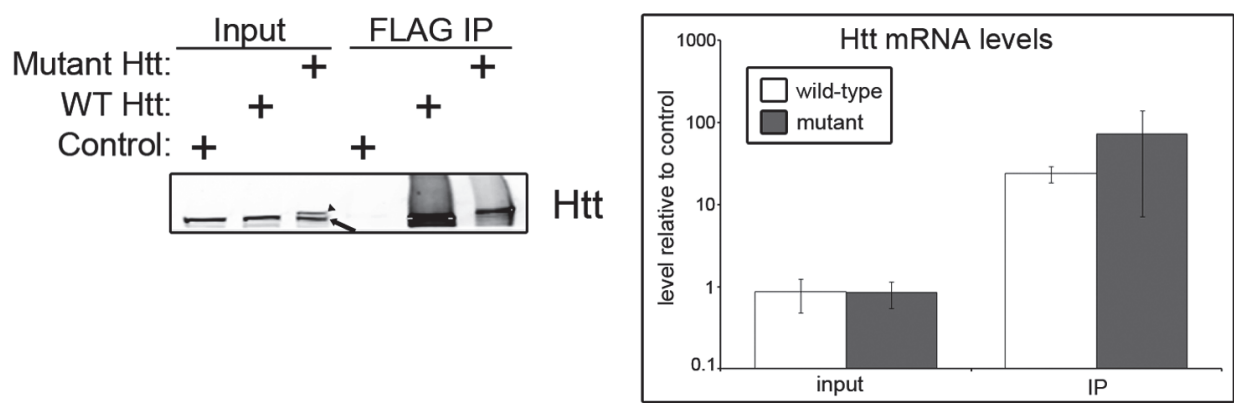 Input FLAG IP
Mutant Htt: + +
WT Htt: + +
Control: + +
Htt
Htt mRNA levels
level relative to control
1000
100
10
1
0.1
wild-type
mutant
input IP